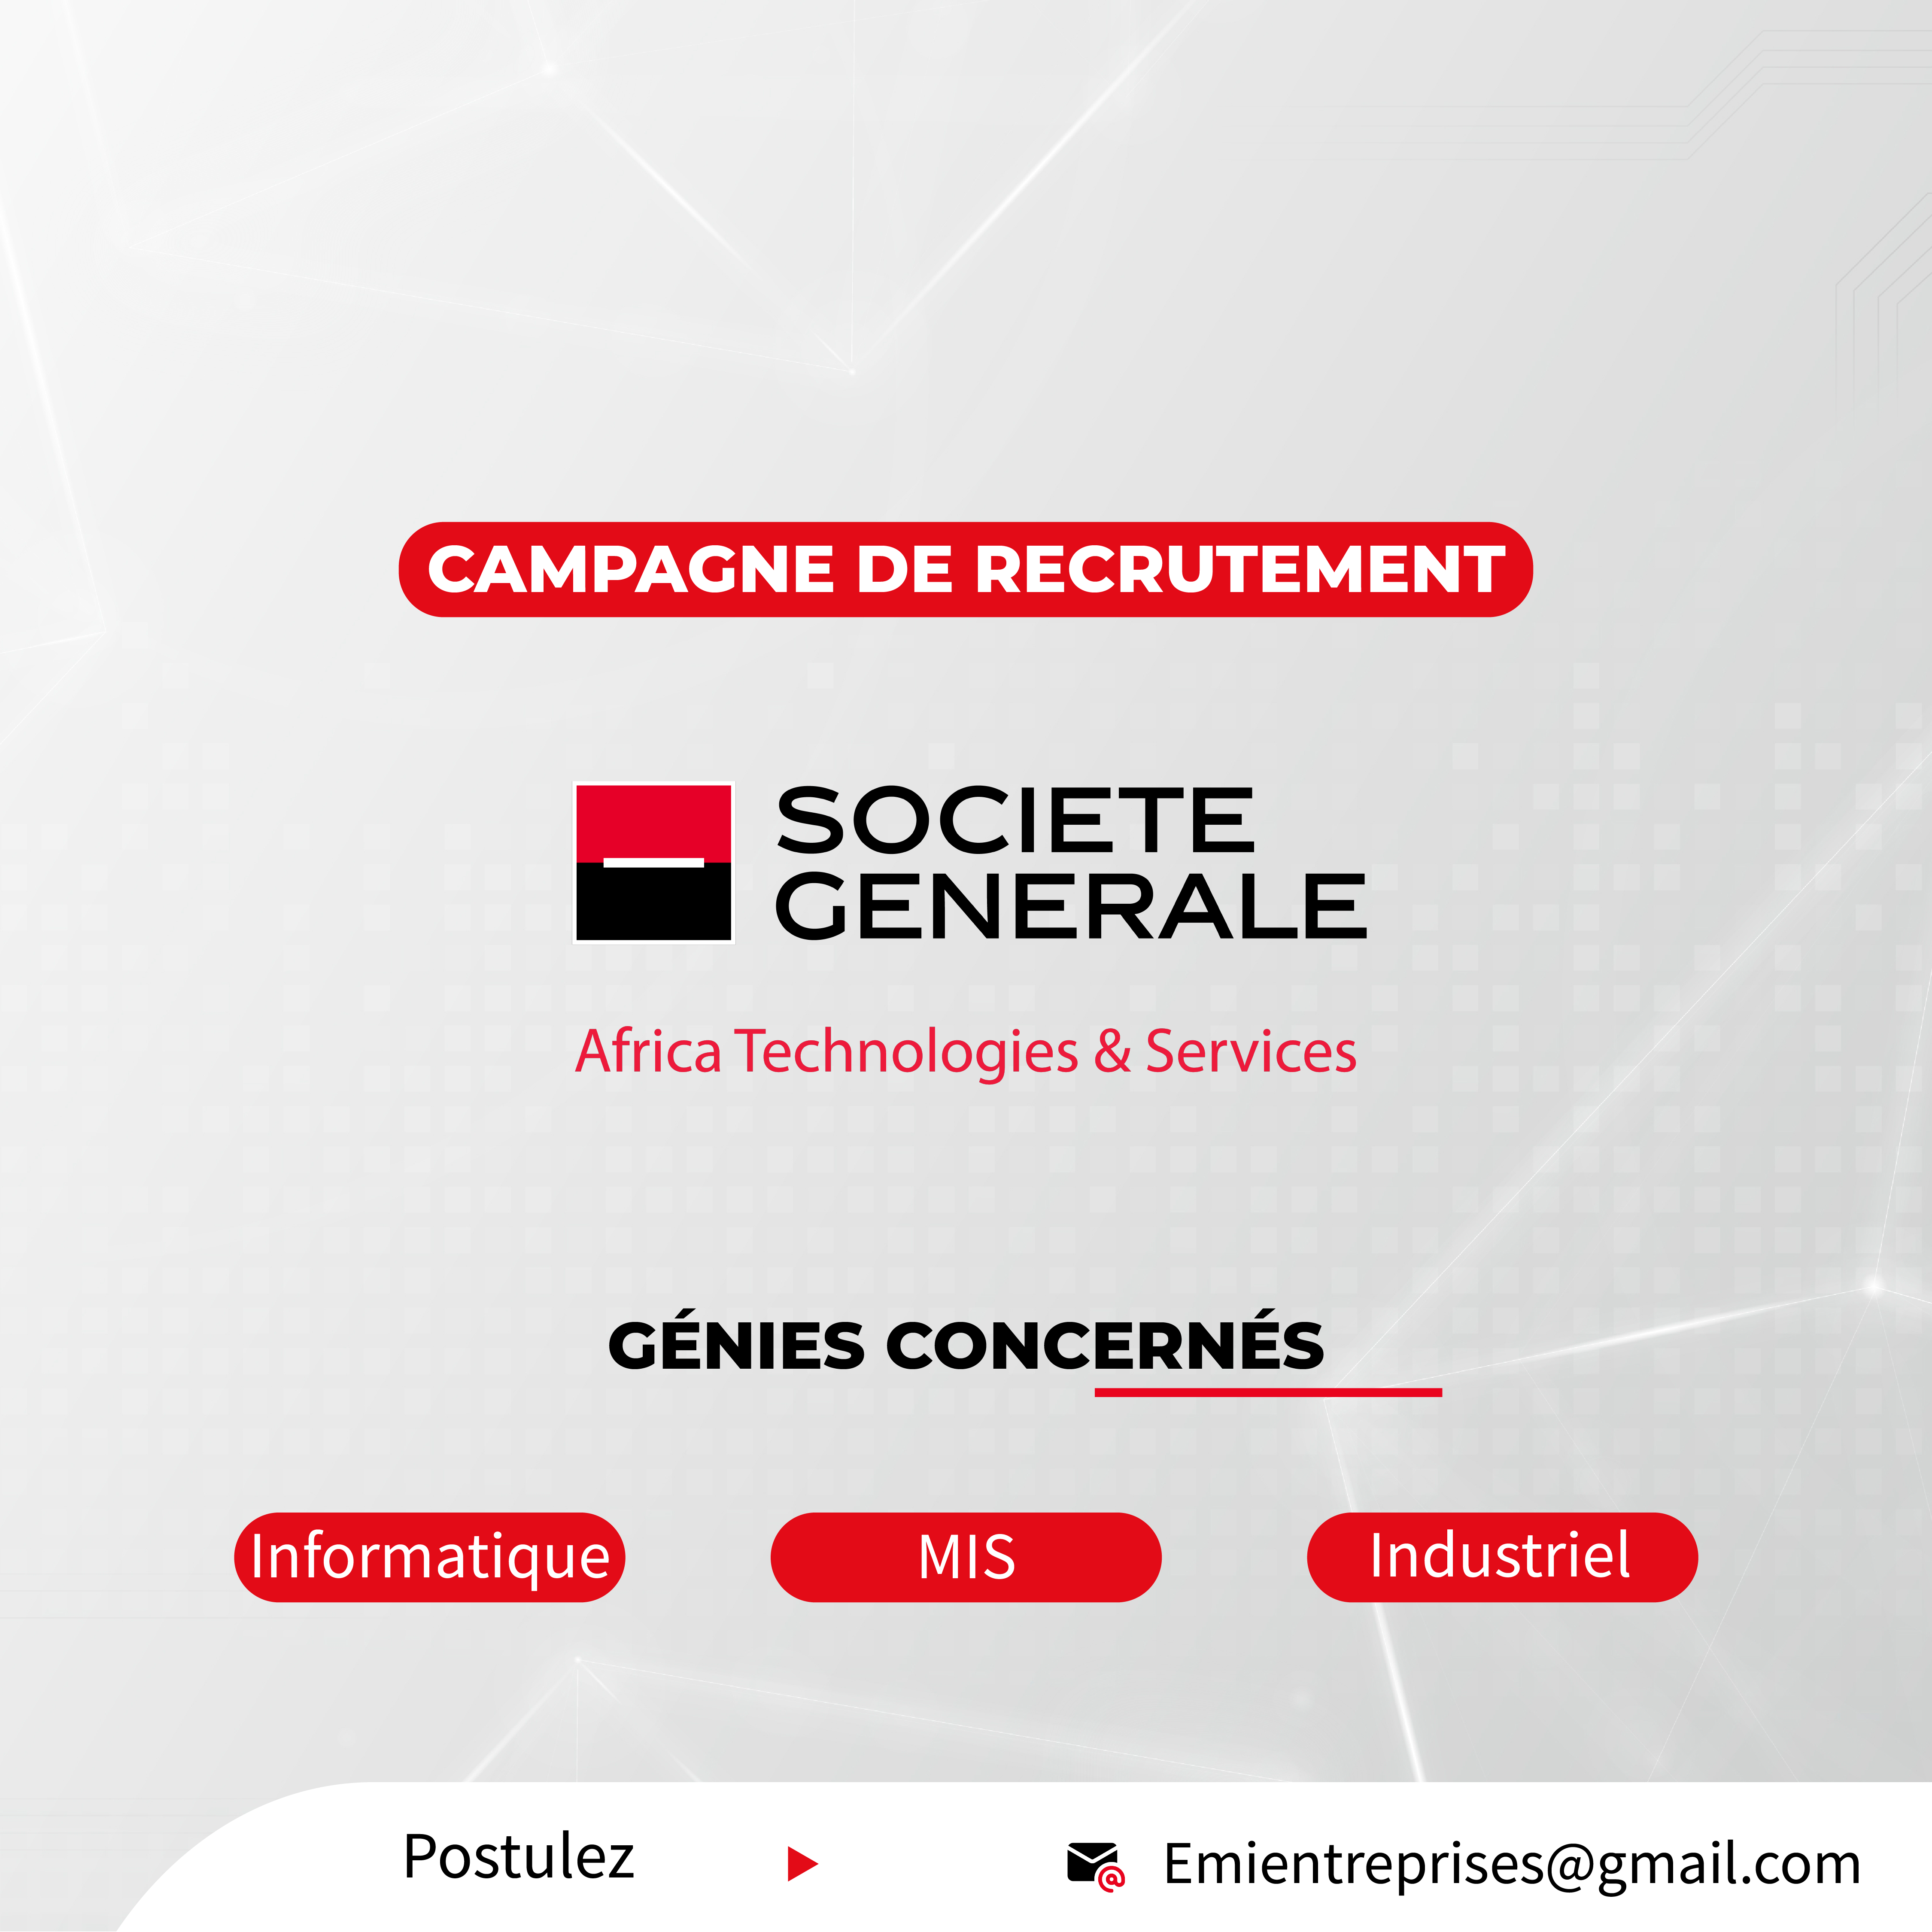 CAMPAGNE DE RECRUTEMENT
SOCIETE
GENERALE
Africa Technologies & Services
GÉNIES CONCERNÉS
Informatique
MIS
Industriel
Postulez
Emientreprises@gmail.com